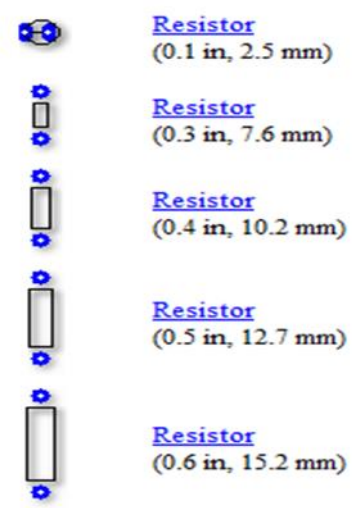 Resistor
(0.1 in, 2.5 mm)
Resistor
(0.3 in, 7.6 mm)
Resistor
(0.4 in, 10.2 mm)
Resistor
(0.5 in, 12.7 mm)
Resistor
(0.6 in, 15.2 mm)